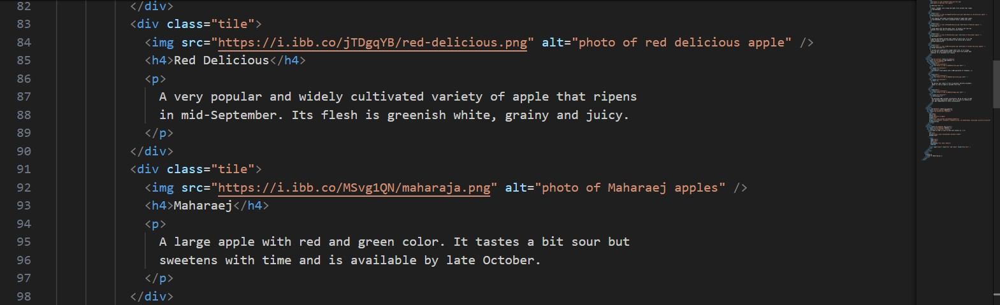 82 </div>
83 <div class="tile">
84 <img src="https://i.ibb.co/jTDgqYB/red-delicious.png" alt="photo of red delicious apple" />
85 <h4>Red Delicious</h4>
86 <p>
87 A very popular and widely cultivated variety of apple that ripens
88 in mid-September. Its flesh is greenish white, grainy and juicy.
89 </p>
90 </div>
91 <div class="tile">
92 <img src="https://i.ibb.co/MSvg1QN/maharaja.png" alt="photo of Maharaej apples" />
93 <h4>Maharaej</h4>
94 <p>
95 A large apple with red and green color. It tastes a bit sour but
96 sweetens with time and is available by late October.
97 </p>
98 </div>